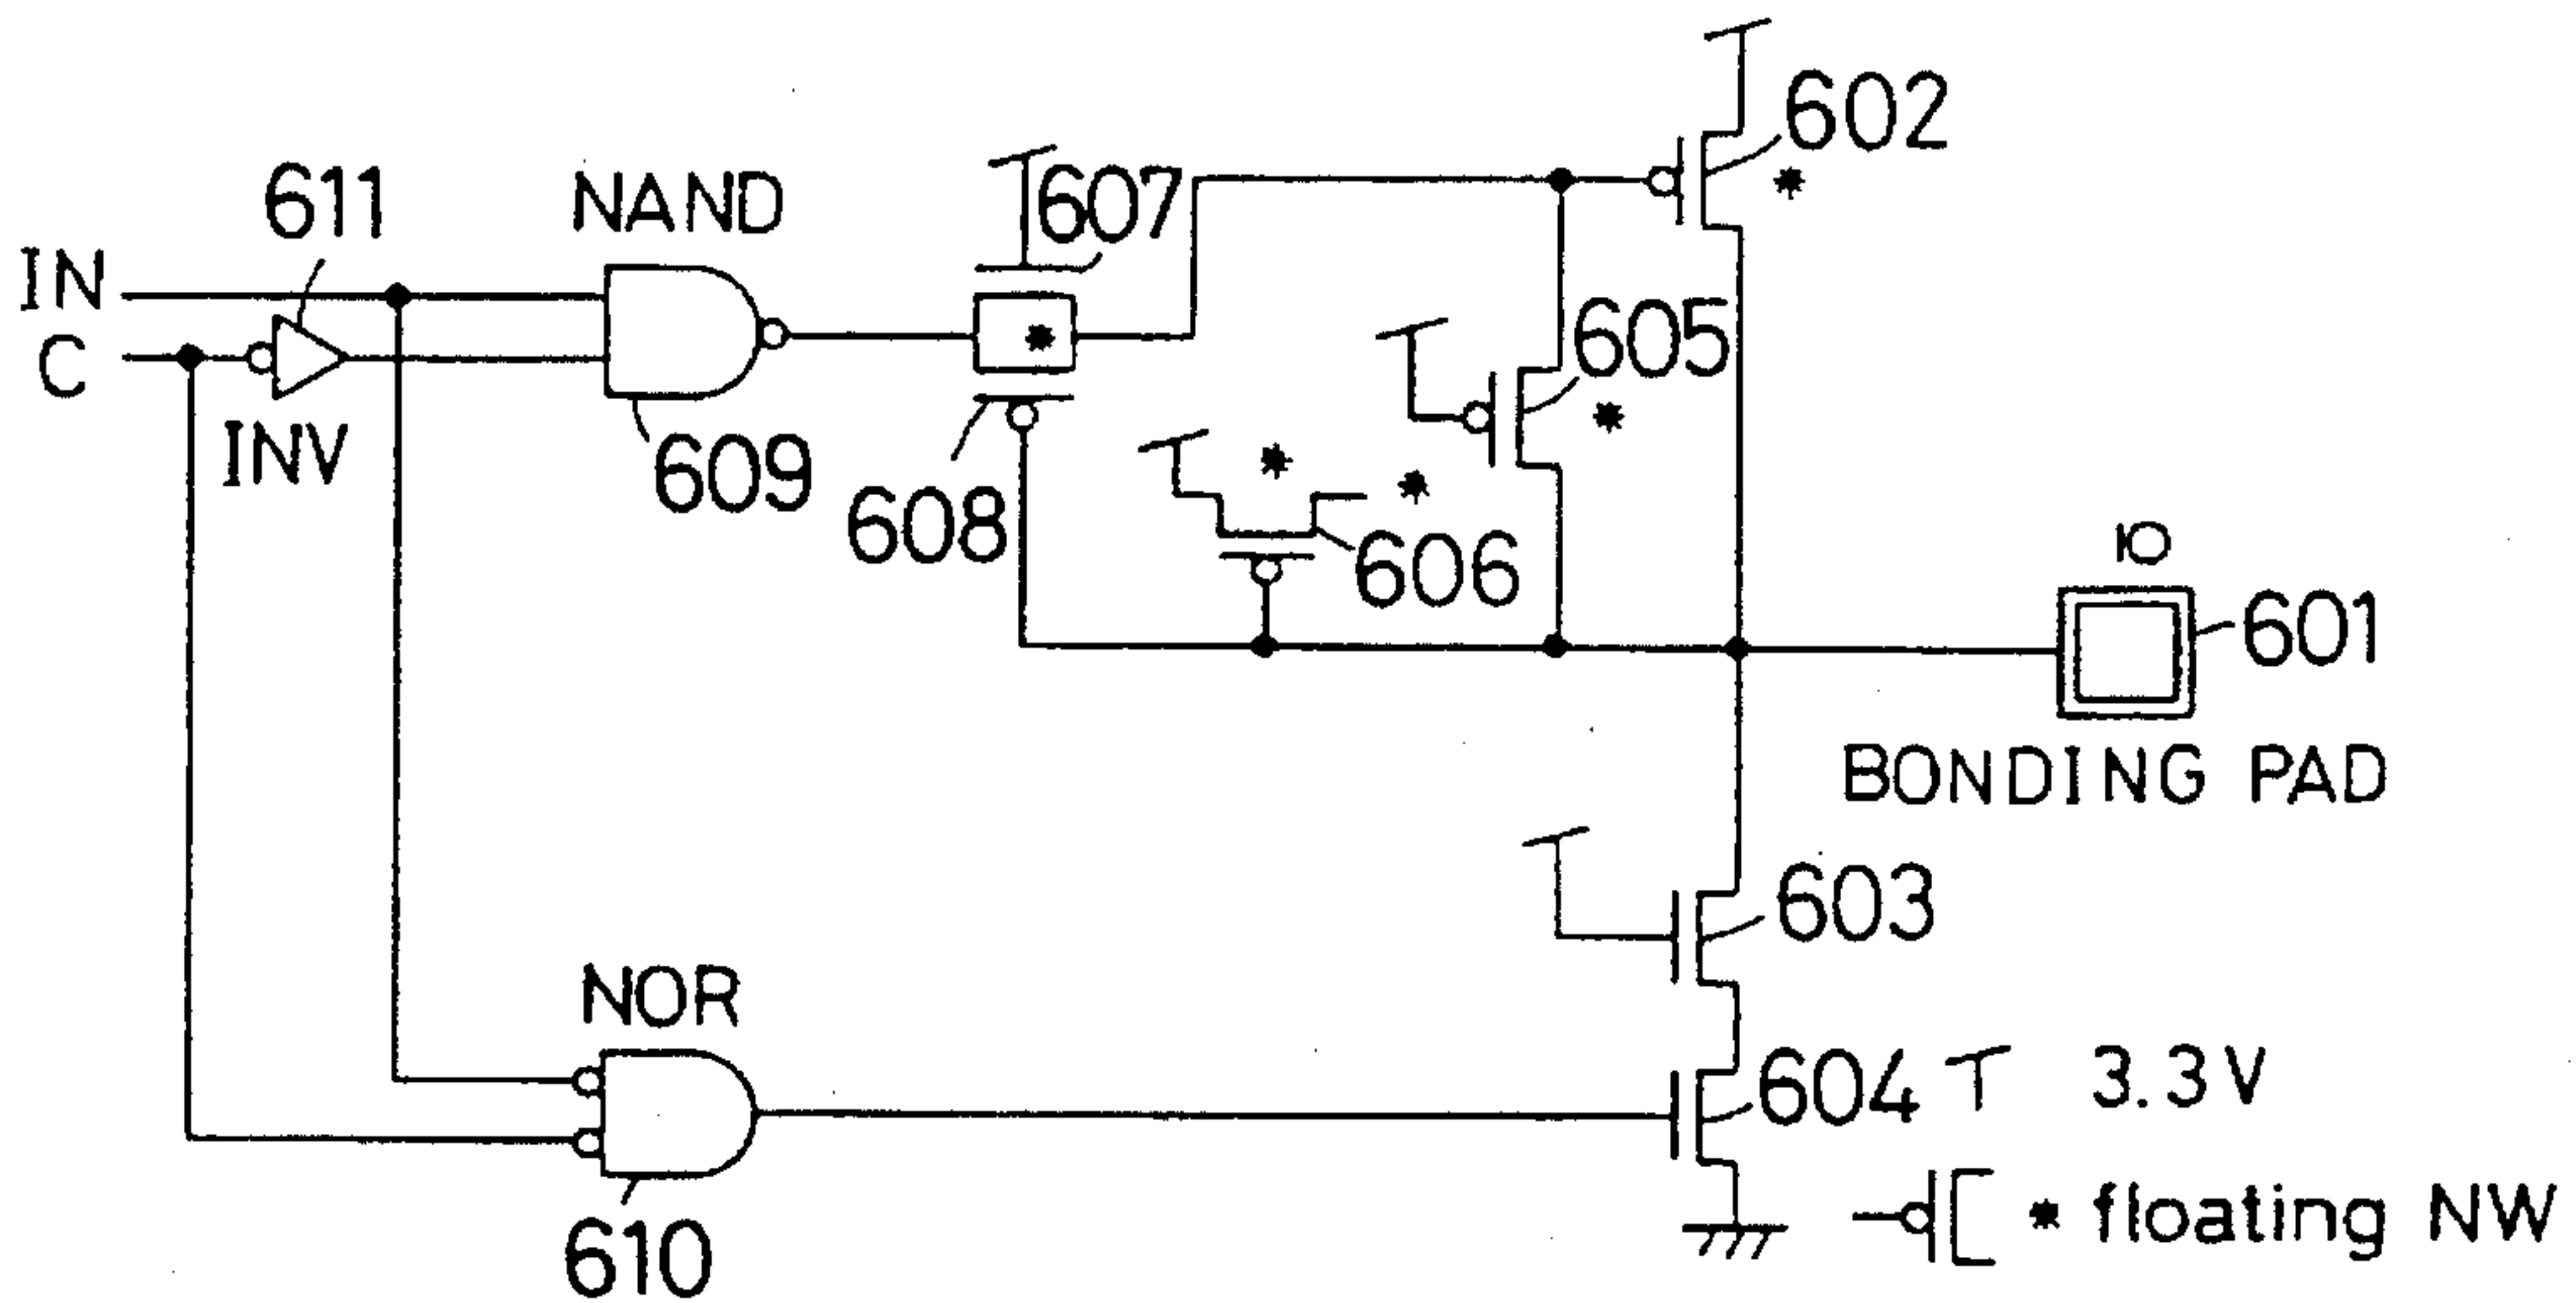 602
*
611
NAND
607
IN
*
605
*
C
INV
609
608
*
*
606
IO
601
BONDING PAD
603
NOR
604
3.3V
610
* floating NW